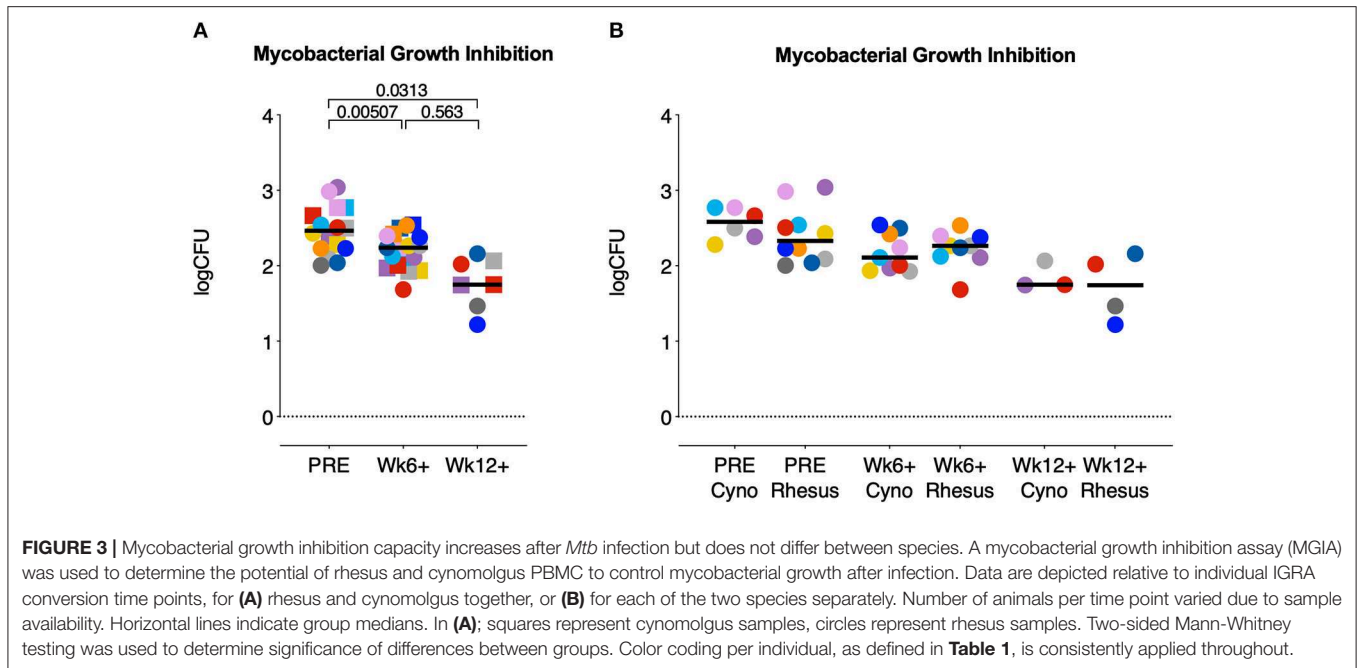 A
Mycobacterial Growth Inhibition
0.0313
0.00507 0.563
logCFU
4
3
2
1
0
PRE Wk6+ Wk12+
B
Mycobacterial Growth Inhibition
logCFU
4
3
2
1
0
PRE PRE Wk6+ Wk6+ Wk12+ Wk12+
Cyno Rhesus Cyno Rhesus Cyno Rhesus
FIGURE 3 | Mycobacterial growth inhibition capacity increases after Mtb infection but does not differ between species. A mycobacterial growth inhibition assay (MGIA)
was used to determine the potential of rhesus and cynomolgus PBMC to control mycobacterial growth after infection. Data are depicted relative to individual IGRA
conversion time points, for (A) rhesus and cynomolgus together, or (B) for each of the two species separately. Number of animals per time point varied due to sample
availability. Horizontal lines indicate group medians. In (A); squares represent cynomolgus samples, circles represent rhesus samples. Two-sided Mann-Whitney
testing was used to determine significance of differences between groups. Color coding per individual, as defined in Table 1, is consistently applied throughout.